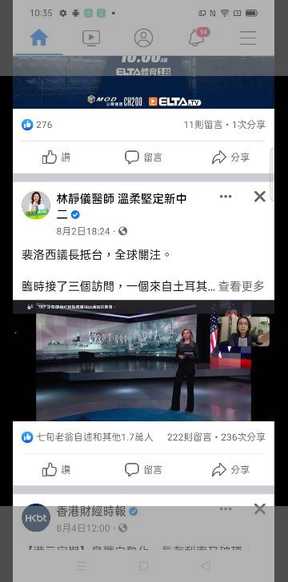 10:35
14
10:00
ELTA體育1台
MOD CH200 ELTA.TV
276
11則留言·1次分享
讚
留言
分享
林靜儀醫師 溫柔堅定新中
二
8月2日18:24·
裴洛西議長抵台，全球關注。
臨時接了三個訪問，一個來自土耳其... 查看更多
七旬老翁自述和其他1.7萬人
222則留言·236次分享
讚
留言
分享
HKbt
香港財經時報
8月4日12:00·